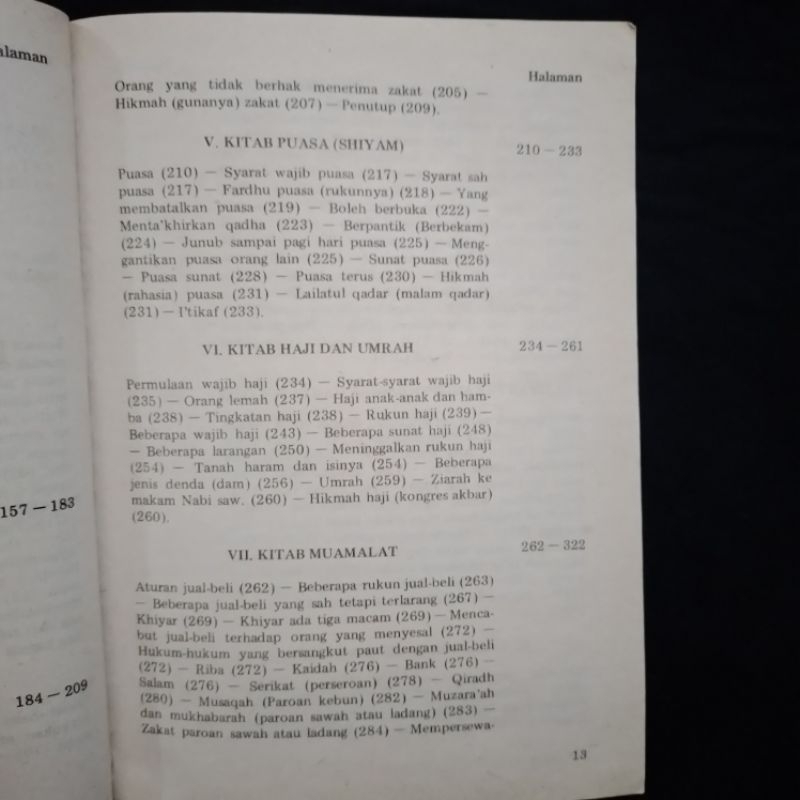 alaman
157 — 183
184 — 209
Halaman
Orang yang tidak berhak menerima zakat (205) —
Hikmah (gunanya) zakat (207) — Penutup (209).
V. KITAB PUASA (SHIYAM)
210 — 233
Puasa (210) — Syarat wajib puasa (217) — Syarat sah
puasa (217) — Fardhu puasa (rukunnya) (218) — Yang
membatalkan puasa (219) — Boleh berbuka (222) —
Menta'khirkan qadha (223) — Berpantik (Berbekam)
(224) — Junub sampai pagi hari puasa (225) — Meng-
gantikan puasa orang lain (225) — Sunat puasa (226)
— Puasa sunat (228) — Puasa terus (230) — Hikmah
(rahasia) puasa (231) — Lailatul qadar (malam qadar)
(231) — I'tikaf (233).
VI. KITAB HAJI DAN UMRAH
234 — 261
Permulaan wajib haji (234) — Syarat-syarat wajib haji
(235) — Orang lemah (237) — Haji anak-anak dan ham-
ba (238) — Tingkatan haji (238) — Rukun haji (239) —
Beberapa wajib haji (243) — Beberapa sunat haji (248)
— Beberapa larangan (250) — Meninggalkan rukun haji
(254) — Tanah haram dan isinya (254) — Beberapa
jenis denda (dam) (256) — Umrah (259) — Ziarah ke
makam Nabi saw. (260) — Hikmah haji (kongres akbar)
(260).
VII. KITAB MUAMALAT
262 — 322
Aturan jual-beli (262) — Beberapa rukun jual-beli (263)
— Beberapa jual-beli yang sah tetapi terlarang (267) —
Khiyar (269) — Khiyar ada tiga macam (269) — Menca-
but jual-beli terhadap orang yang menyesal (272) —
Hukum-hukum yang bersangkut paut dengan jual-beli
(272) — Riba (272) — Kaidah (276) — Bank (276) —
Salam (276) — Serikat (perseroan) (278) — Qiradh
(280) — Musaqah (Paroan kebun) (282) — Muzara'ah
dan mukhabarah (paroan sawah atau ladang) (283) —
Zakat paroan sawah atau ladang (284) — Mempersewa-
13